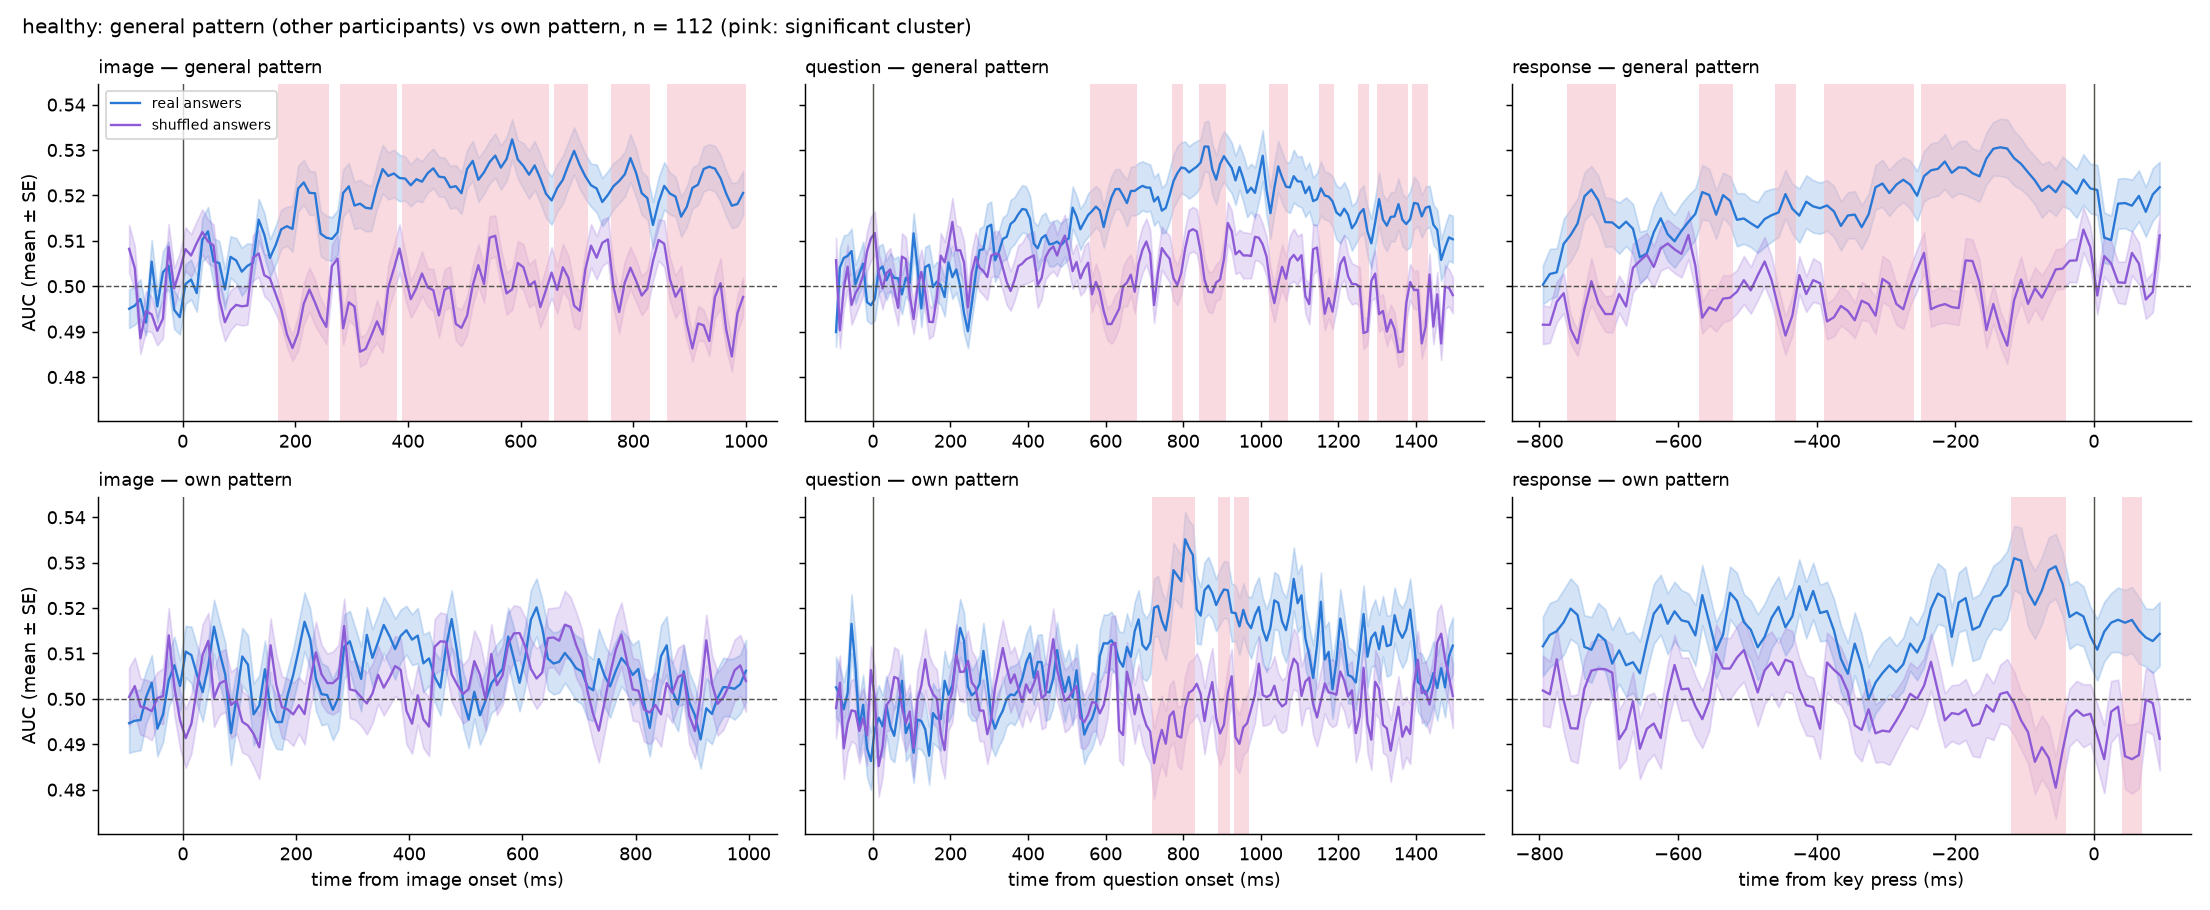 healthy: general pattern (other participants) vs own pattern, n = 112 (pink: significant cluster)
image — general pattern
question — general pattern
response — general pattern
real answers
shuffled answers
AUC (mean ± SE)
0.54
0.53
0.52
0.51
0.50
0.49
0.48
0 200 400 600 800 1000
0 200 400 600 800 1000 1200 1400
−800 −600 −400 −200 0
image — own pattern
question — own pattern
response — own pattern
AUC (mean ± SE)
0.54
0.53
0.52
0.51
0.50
0.49
0.48
0 200 400 600 800 1000
0 200 400 600 800 1000 1200 1400
−800 −600 −400 −200 0
time from image onset (ms)
time from question onset (ms)
time from key press (ms)